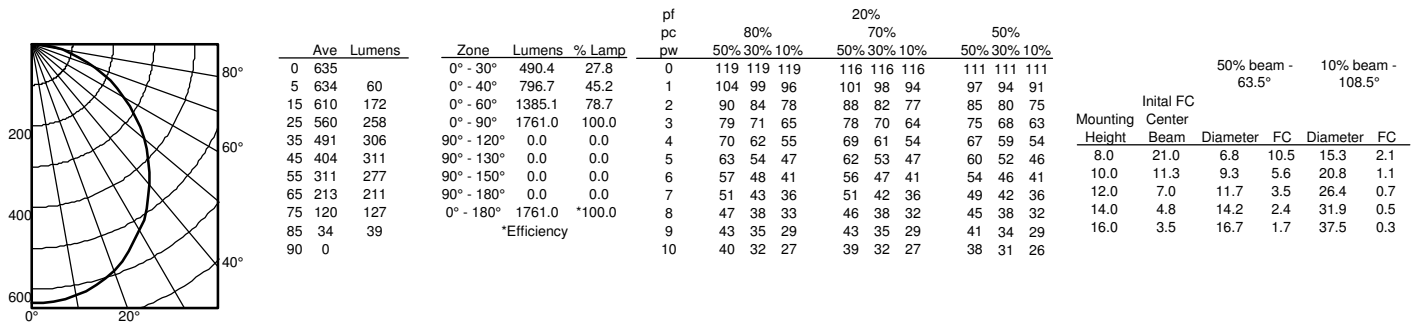 200
400
600
0°
20°
40°
60°
80°
Ave Lumens
0 635
5 634 60
15 610 172
25 560 258
35 491 306
45 404 311
55 311 277
65 213 211
75 120 127
85 34 39
90 0
Zone Lumens % Lamp
0° - 30° 490.4 27.8
0° - 40° 796.7 45.2
0° - 60° 1385.1 78.7
0° - 90° 1761.0 100.0
90° - 120° 0.0 0.0
90° - 130° 0.0 0.0
90° - 150° 0.0 0.0
90° - 180° 0.0 0.0
0° - 180° 1761.0 *100.0
*Efficiency
pf 20%
pc 80% 70% 50%
pw 50% 30% 10% 50% 30% 10% 50% 30% 10%
0 119 119 119 116 116 116 111 111 111
1 104 99 96 101 98 94 97 94 91
2 90 84 78 88 82 77 85 80 75
3 79 71 65 78 70 64 75 68 63
4 70 62 55 69 61 54 67 59 54
5 63 54 47 62 53 47 60 52 46
6 57 48 41 56 47 41 54 46 41
7 51 43 36 51 42 36 49 42 36
8 47 38 33 46 38 32 45 38 32
9 43 35 29 43 35 29 41 34 29
10 40 32 27 39 32 27 38 31 26
50% beam - 10% beam -
63.5° 108.5°
Inital FC
Mounting Center
Height Beam Diameter FC Diameter FC
8.0 21.0 6.8 10.5 15.3 2.1
10.0 11.3 9.3 5.6 20.8 1.1
12.0 7.0 11.7 3.5 26.4 0.7
14.0 4.8 14.2 2.4 31.9 0.5
16.0 3.5 16.7 1.7 37.5 0.3